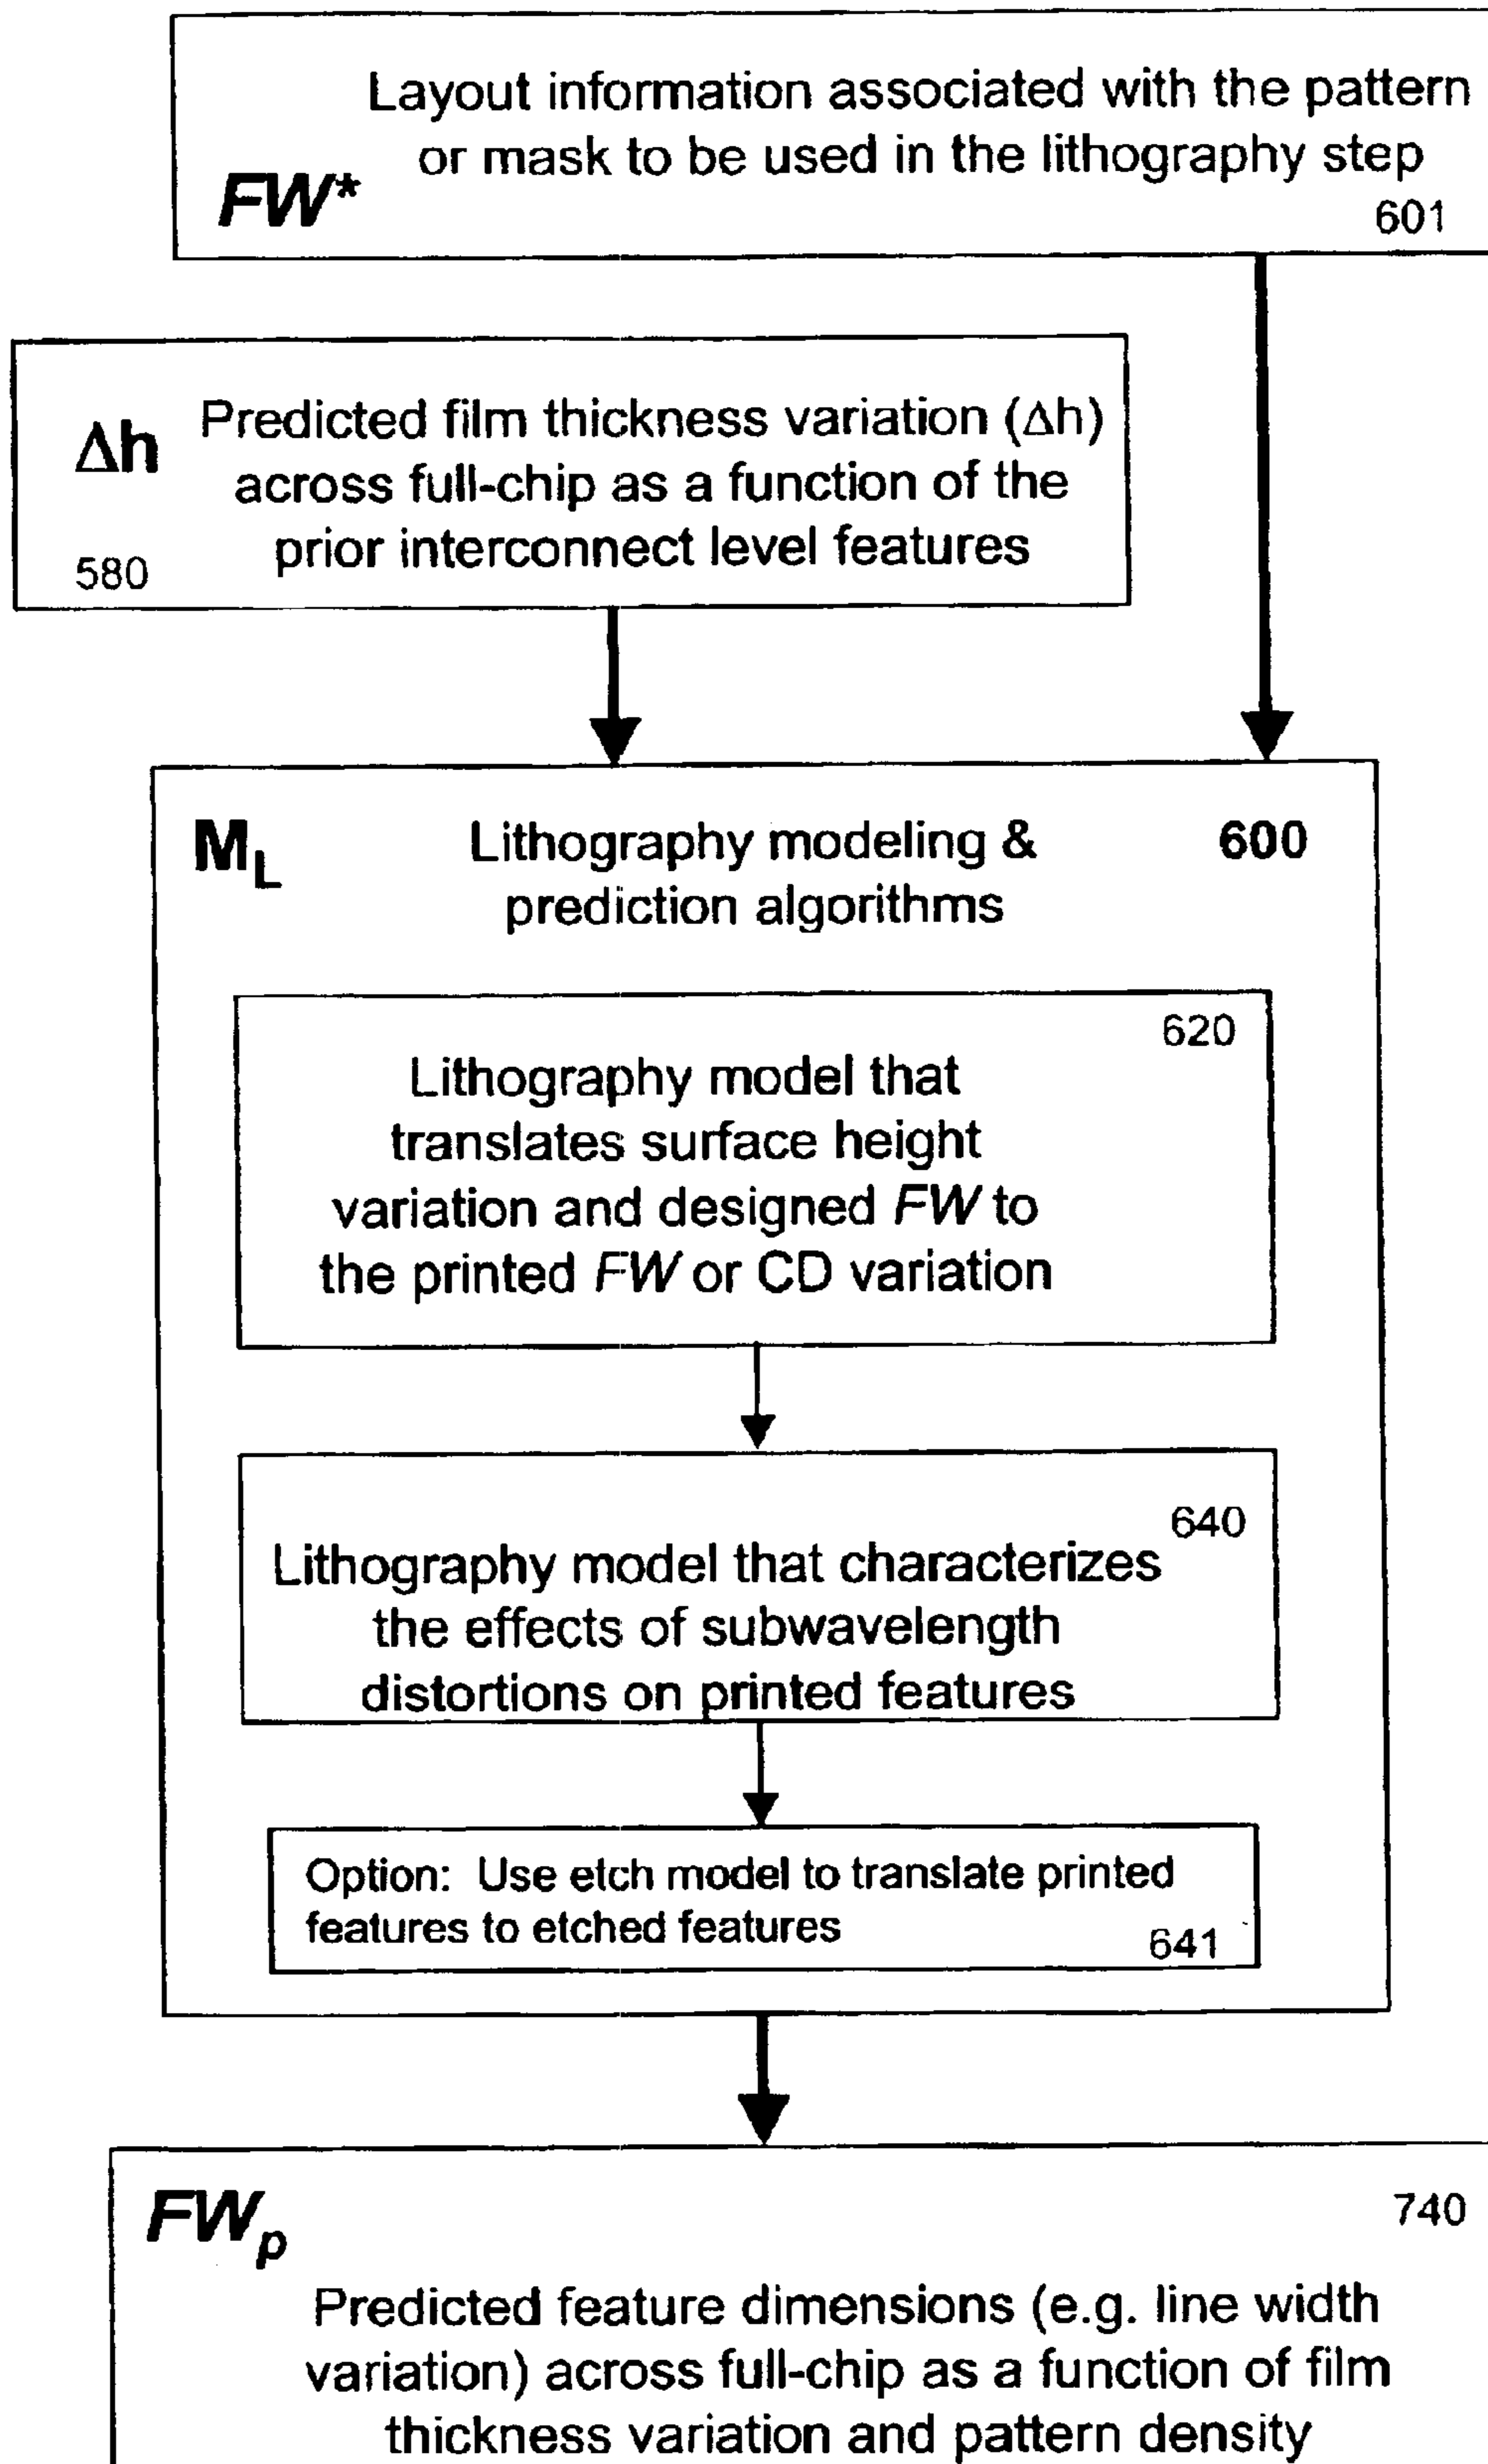 Layout information associated with the pattern
or mask to be used in the lithography step
FW*
601
Δh
Predicted film thickness variation (Δh)
across full-chip as a function of the
prior interconnect level features
580
M_L
Lithography modeling &
prediction algorithms
600
620
Lithography model that
translates surface height
variation and designed FW to
the printed FW or CD variation
640
Lithography model that characterizes
the effects of subwavelength
distortions on printed features
Option: Use etch model to translate printed
features to etched features
641
FW_p
740
Predicted feature dimensions (e.g. line width
variation) across full-chip as a function of film
thickness variation and pattern density